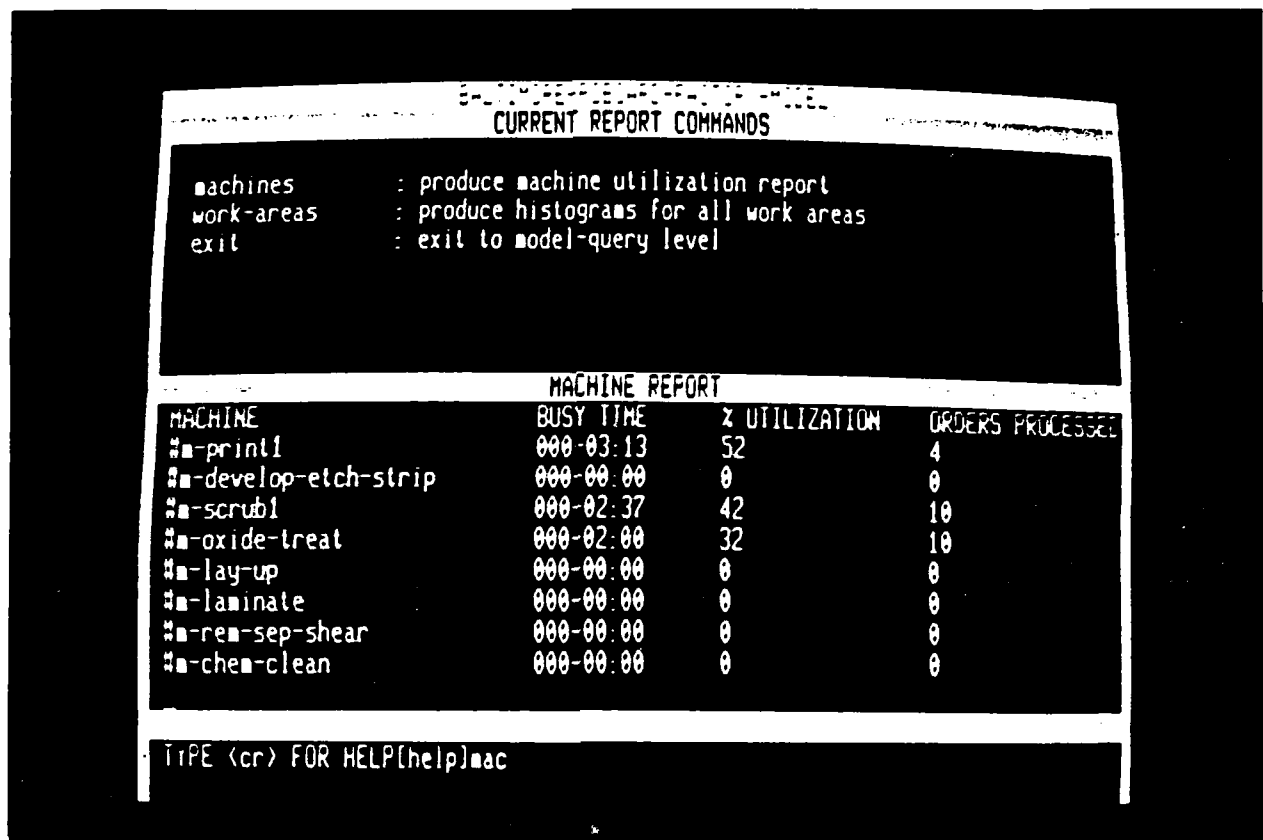 CURRENT REPORT COMMANDS
machines : produce machine utilization report
work-areas : produce histograms for all work areas
exit : exit to model-query level
MACHINE REPORT
MACHINE BUSY TIME % UTILIZATION ORDERS PROCESSED
#m-print1 000-03:13 52 4
#m-develop-etch-strip 000-00:00 0 0
#m-scrub1 000-02:37 42 10
#m-oxide-treat 000-02:00 32 10
#m-lay-up 000-00:00 0 0
#m-laminate 000-00:00 0 0
#m-rem-sep-shear 000-00:00 0 0
#m-chem-clean 000-00:00 0 0
TYPE <cr> FOR HELP[help]mac